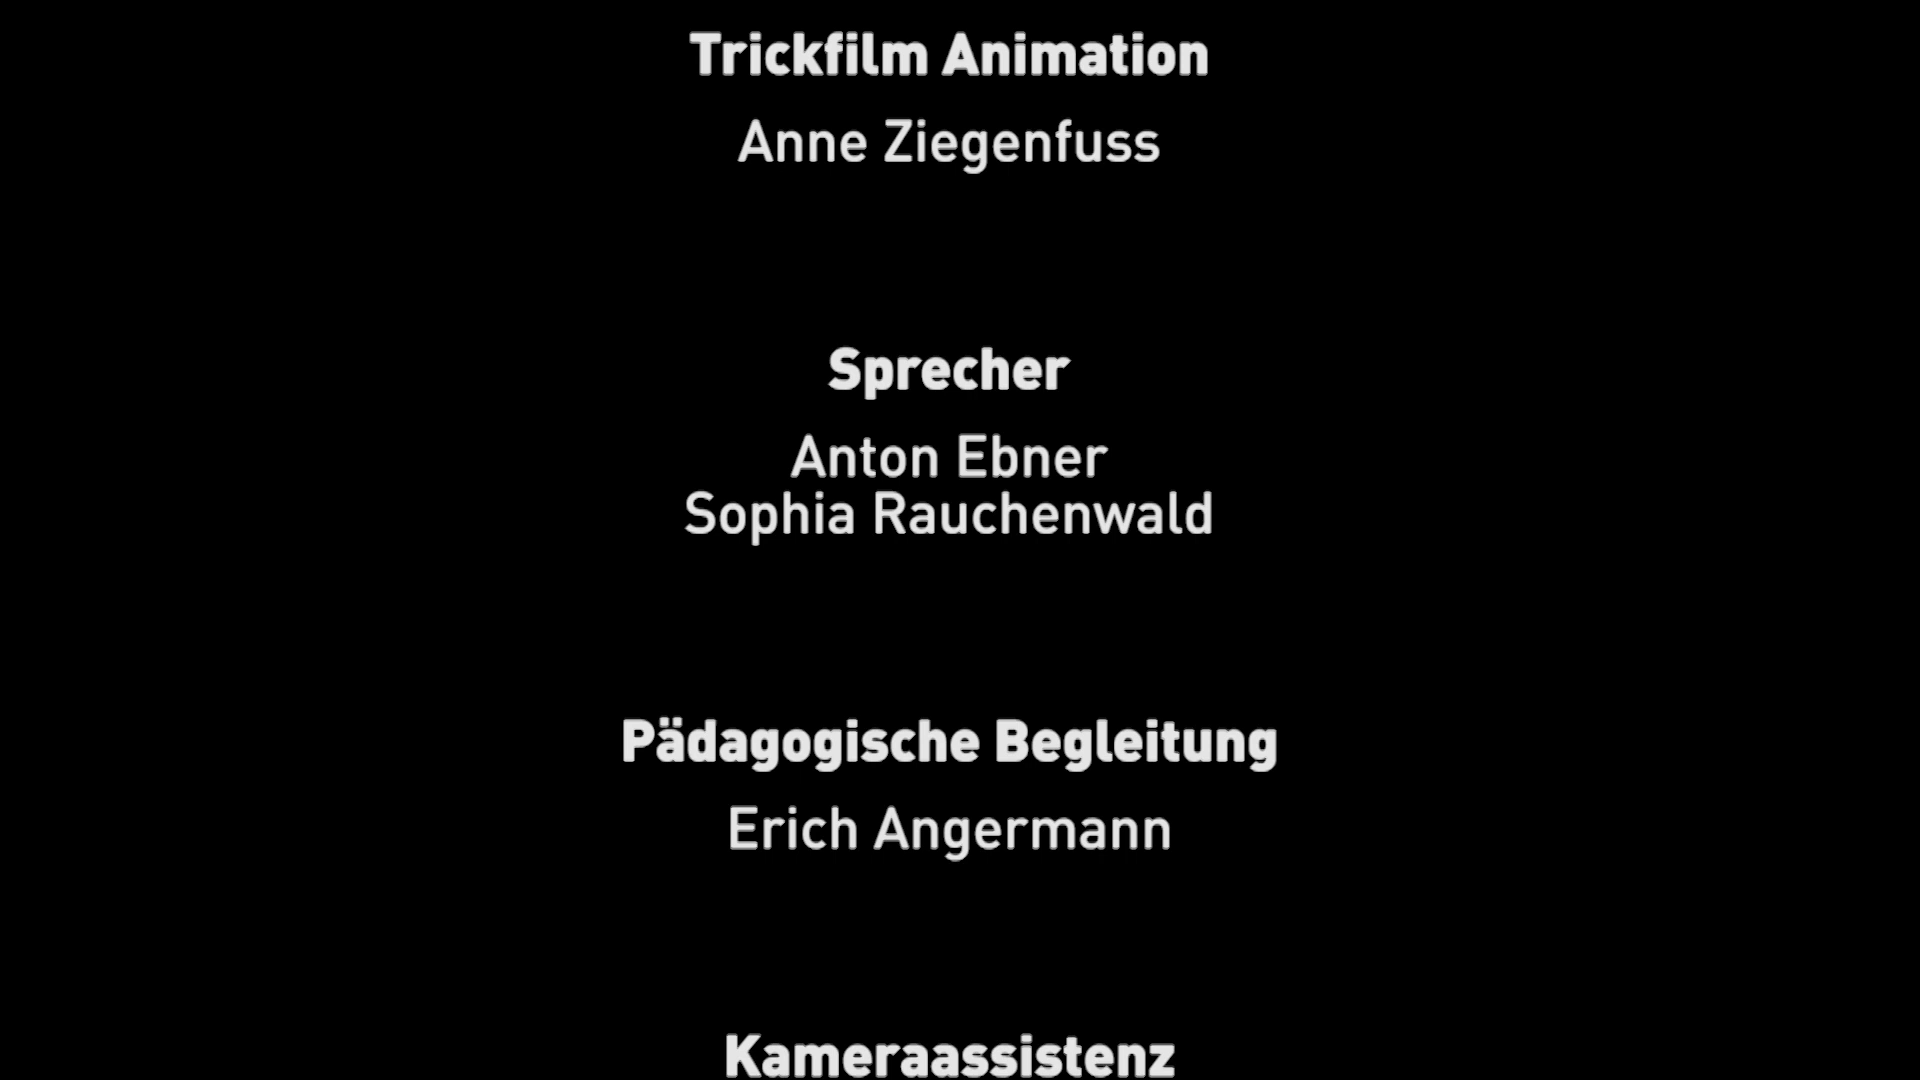 Trickfilm Animation
Anne Ziegenfuss
Sprecher
Anton Ebner
Sophia Rauchenwald
Pädagogische Begleitung
Erich Angermann
Kameraassistenz